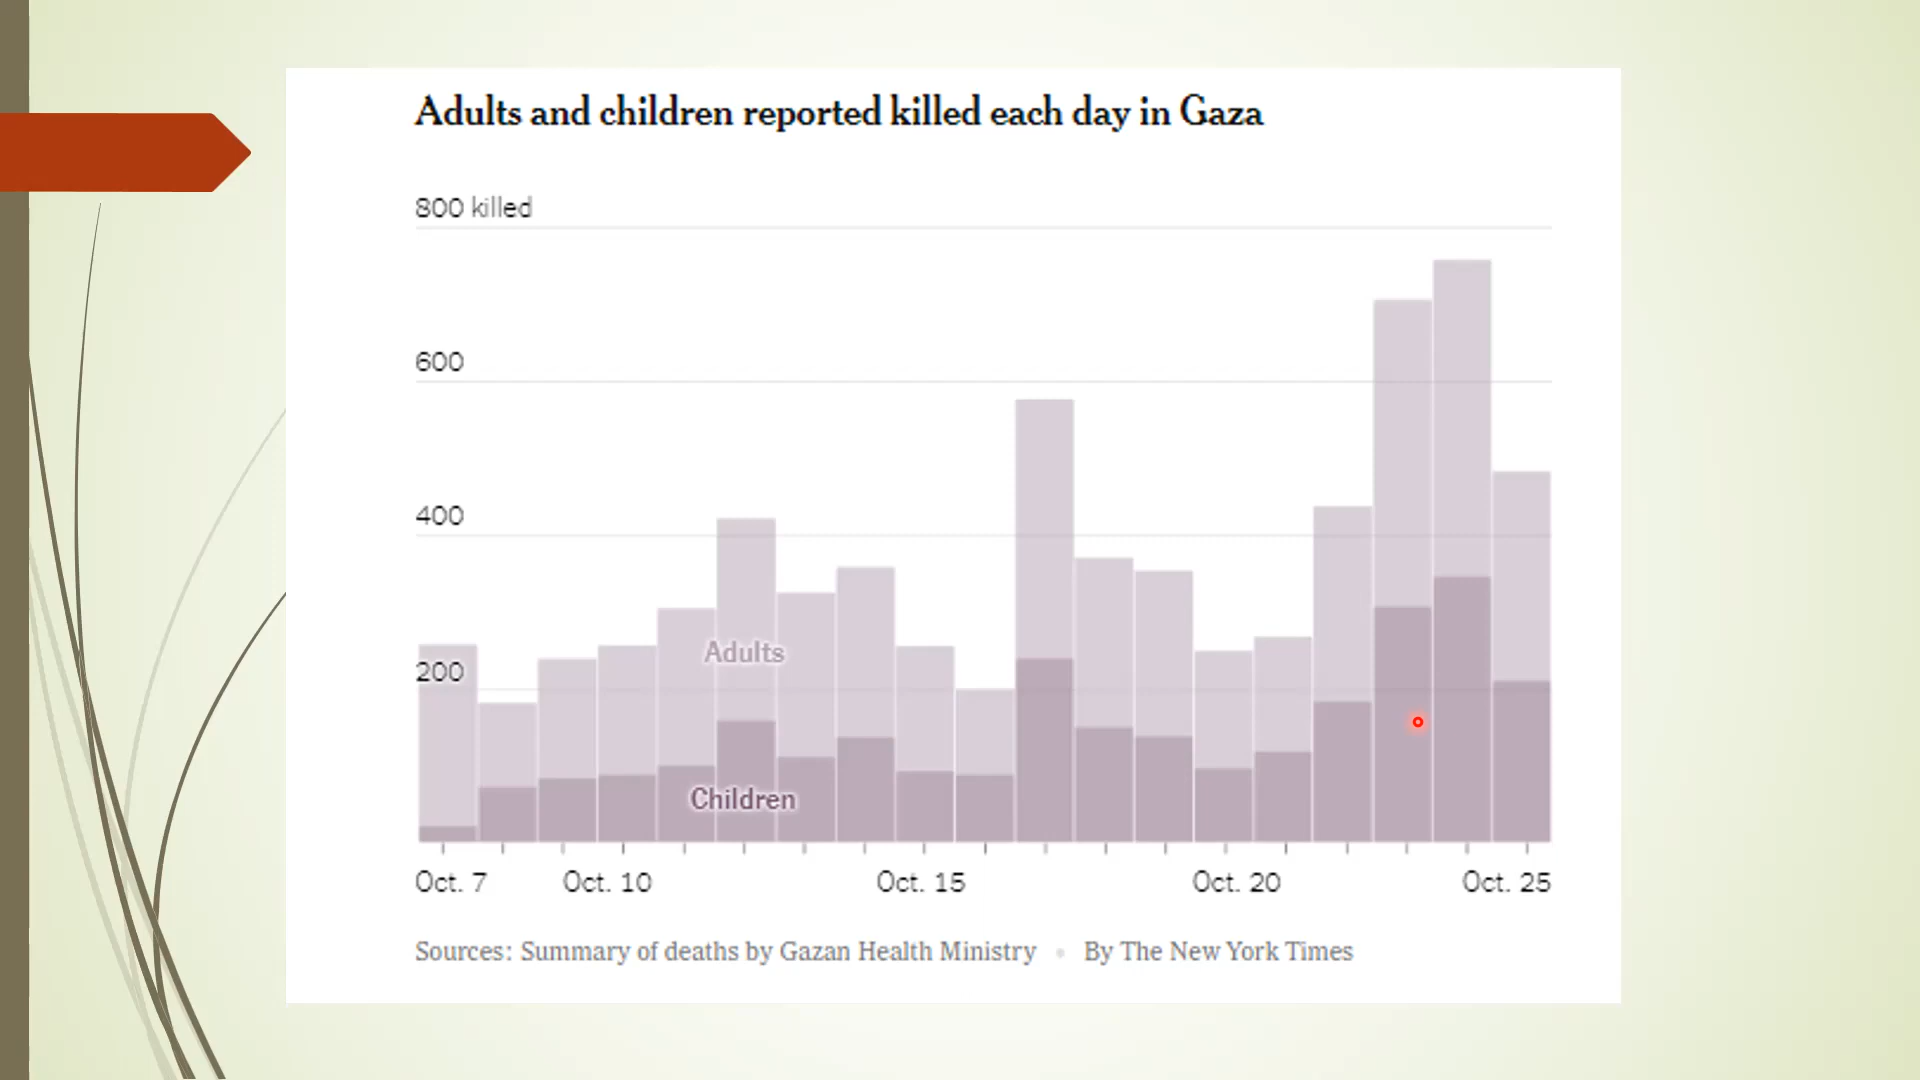 Adults and children reported killed each day in Gaza
800 killed
600
400
Adults
200
Children
Oct. 7 Oct. 10 Oct. 15 Oct. 20 Oct. 25
Sources: Summary of deaths by Gazan Health Ministry • By The New York Times